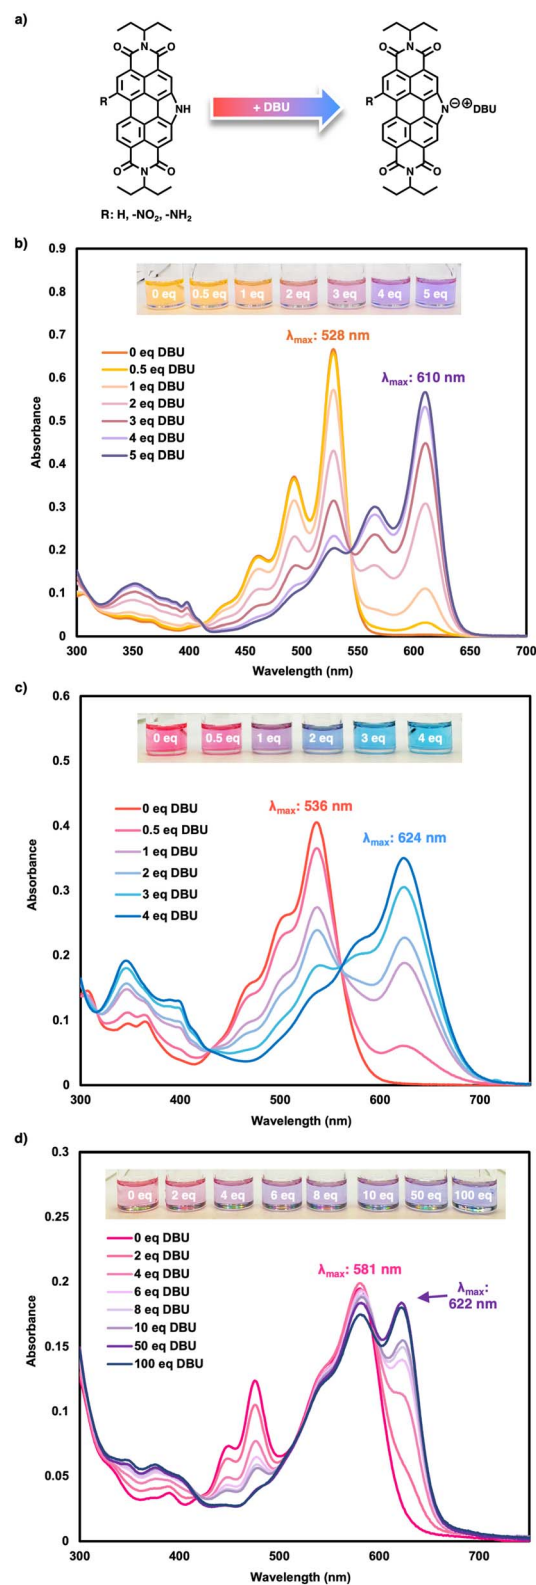 a)
O N O
R
NH
O N O
+ DBU
O N O
R
N ⊖ ⊕ DBU
O N O
R: H, -NO₂, -NH₂
b)
0.9
0.8
0.7
0.6
0.5
0.4
0.3
0.2
0.1
0
Absorbance
0 eq 0.5 eq 1 eq 2 eq 3 eq 4 eq 5 eq
λmax: 528 nm
λmax: 610 nm
0 eq DBU
0.5 eq DBU
1 eq DBU
2 eq DBU
3 eq DBU
4 eq DBU
5 eq DBU
300 350 400 450 500 550 600 650 700
Wavelength (nm)
c)
0.6
0.5
0.4
0.3
0.2
0.1
0
Absorbance
0 eq 0.5 eq 1 eq 2 eq 3 eq 4 eq
λmax: 536 nm
λmax: 624 nm
0 eq DBU
0.5 eq DBU
1 eq DBU
2 eq DBU
3 eq DBU
4 eq DBU
300 400 500 600 700
Wavelength (nm)
d)
0.3
0.25
0.2
0.15
0.1
0.05
0
Absorbance
0 eq 2 eq 4 eq 6 eq 8 eq 10 eq 50 eq 100 eq
0 eq DBU
2 eq DBU
4 eq DBU
6 eq DBU
8 eq DBU
10 eq DBU
50 eq DBU
100 eq DBU
λmax: 581 nm
λmax:
622 nm
300 400 500 600 700
Wavelength (nm)